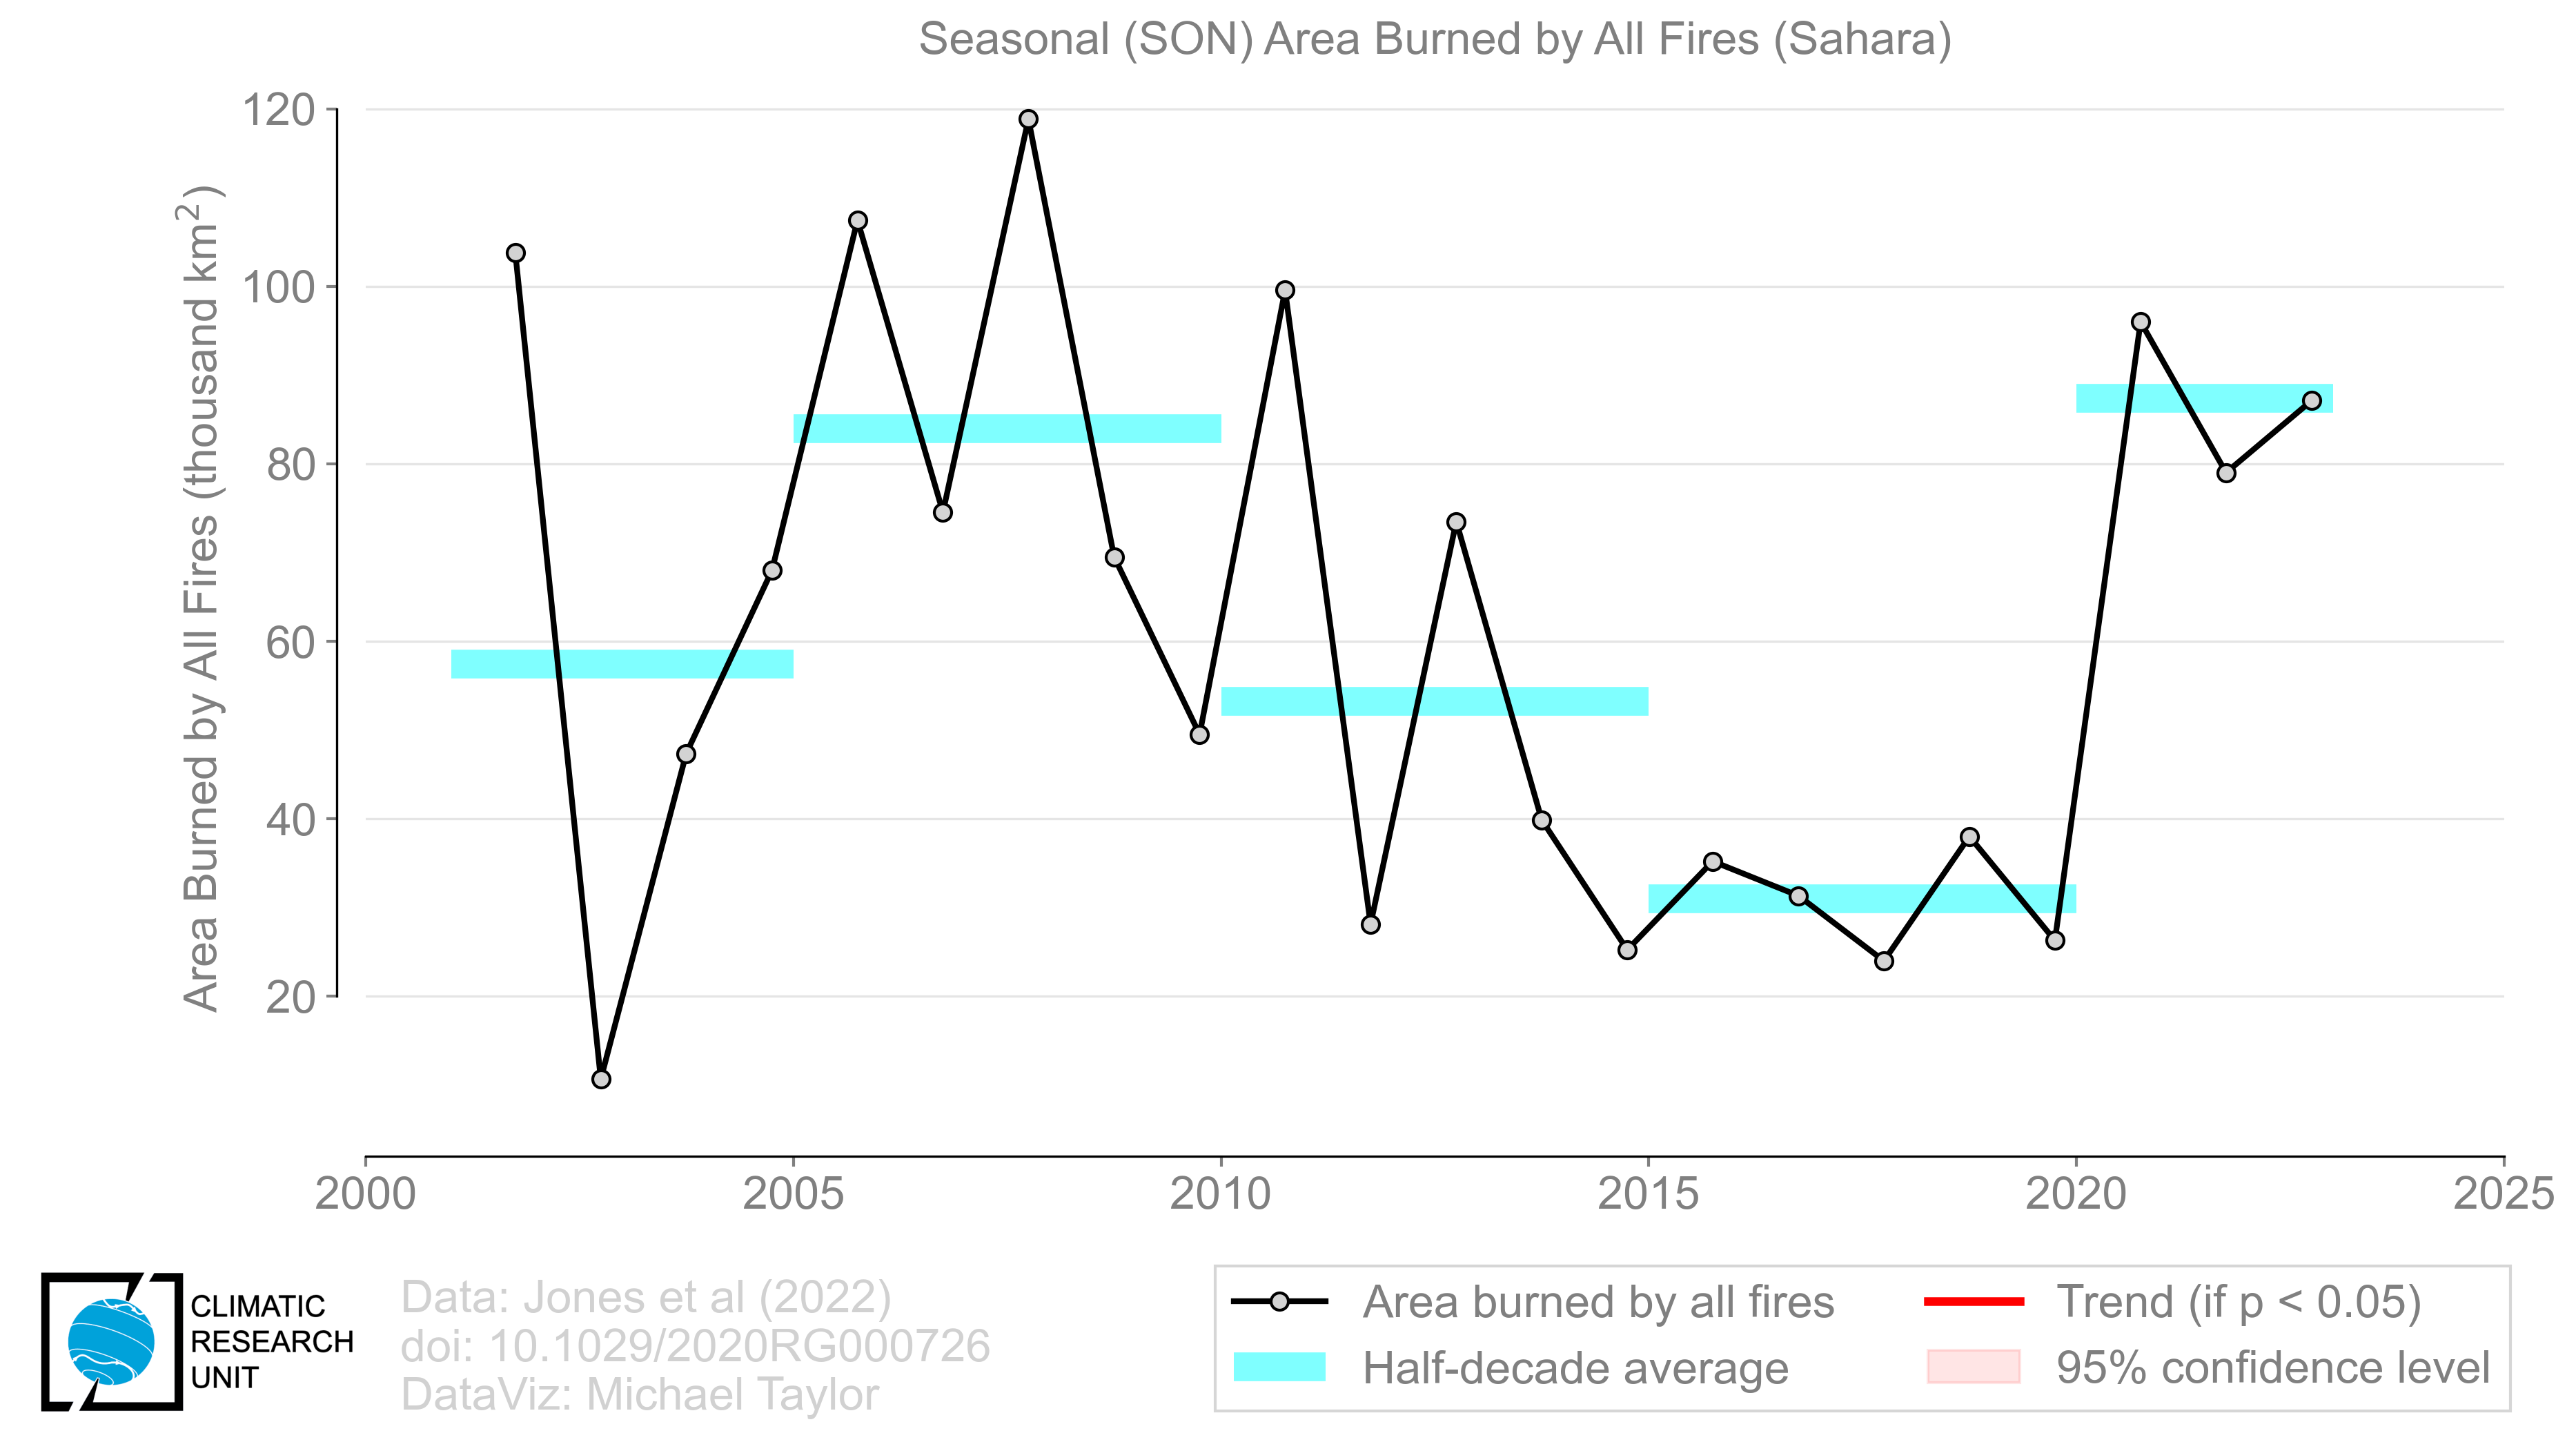 Seasonal (SON) Area Burned by All Fires (Sahara)
Area Burned by All Fires (thousand km²)
120
100
80
60
40
20
2000 2005 2010 2015 2020 2025
CLIMATIC
RESEARCH
UNIT
Data: Jones et al (2022)
doi: 10.1029/2020RG000726
DataViz: Michael Taylor
Area burned by all fires
Half-decade average
Trend (if p < 0.05)
95% confidence level